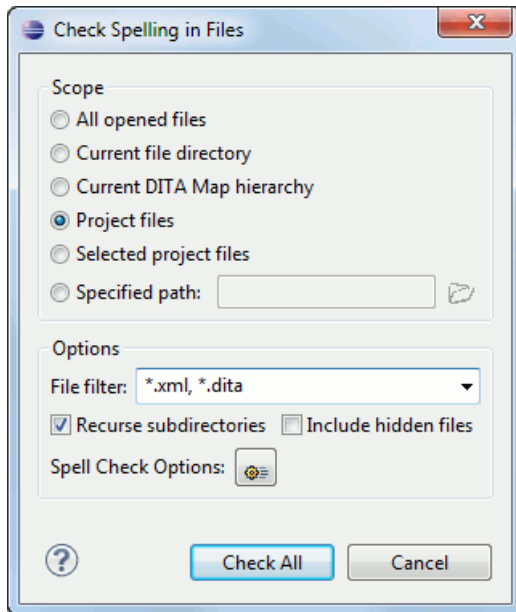 Check Spelling in Files
Scope
All opened files
Current file directory
Current DITA Map hierarchy
Project files
Selected project files
Specified path:
Options
File filter: *.xml, *.dita
Recurse subdirectories Include hidden files
Spell Check Options:
? Check All Cancel